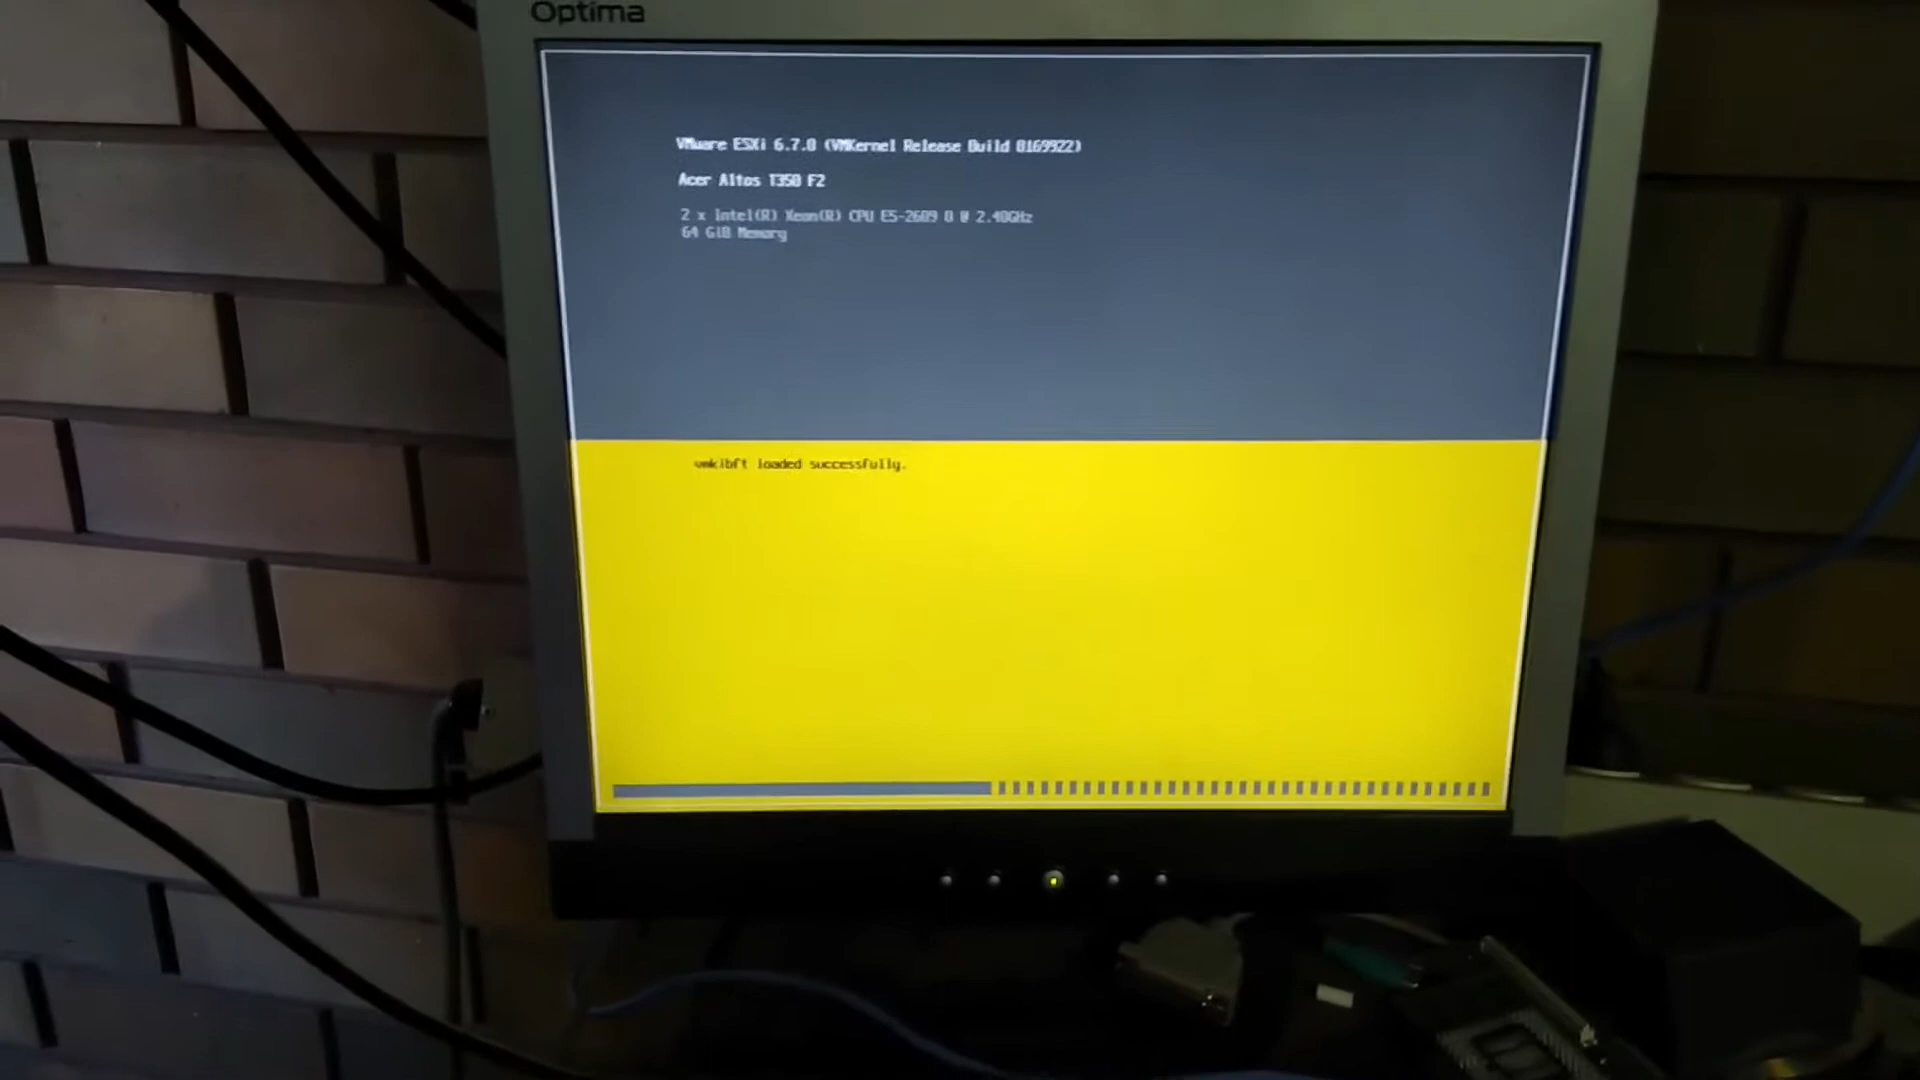 Optima
VMware ESXi 6.7.0 (VMKernel Release Build 8169922)
Acer Altos T350 F2
2 x Intel(R) Xeon(R) CPU E5-2609 0 @ 2.40GHz
64 GiB Memory
vmkibft loaded successfully.